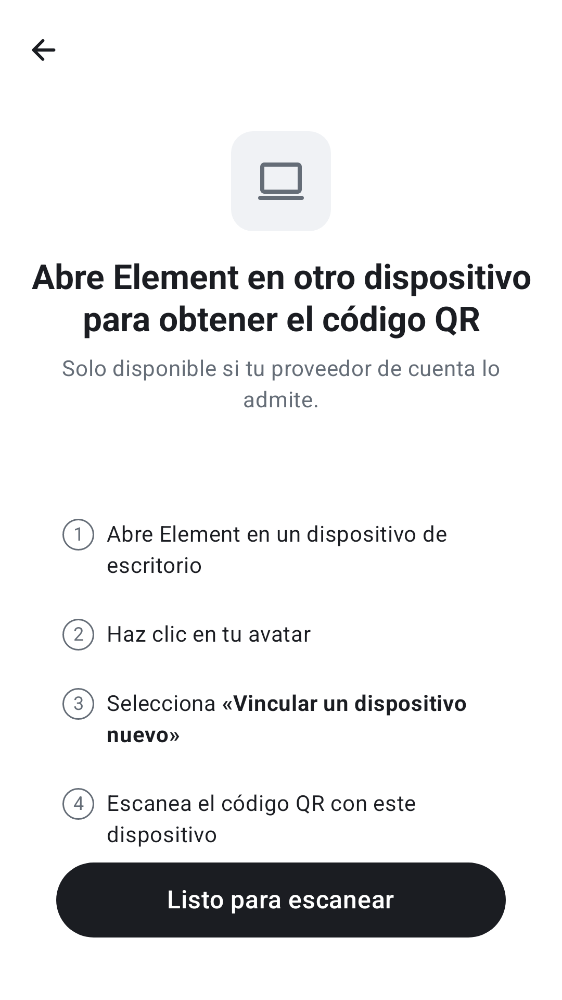 Abre Element en otro dispositivo
para obtener el código QR
Solo disponible si tu proveedor de cuenta lo
admite.
1 Abre Element en un dispositivo de
escritorio
2 Haz clic en tu avatar
3 Selecciona «Vincular un dispositivo
nuevo»
4 Escanea el código QR con este
dispositivo
Listo para escanear